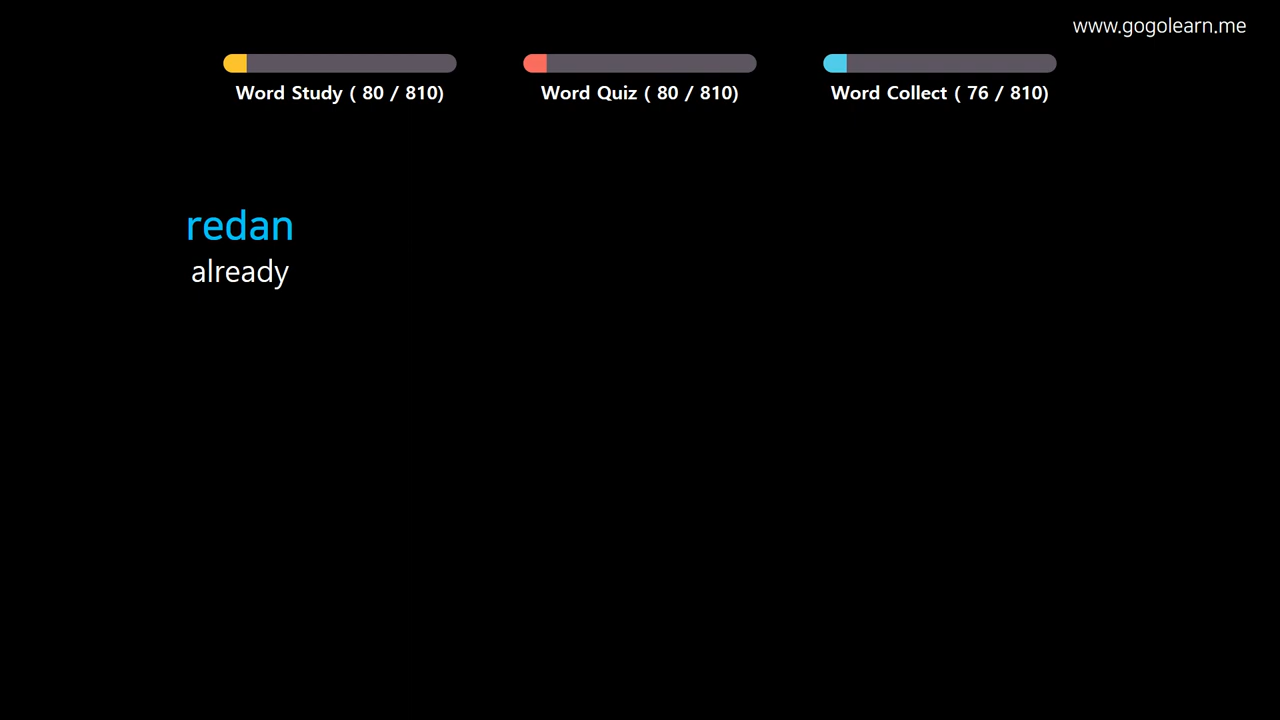 www.gogolearn.me
Word Study ( 80 / 810)
Word Quiz ( 80 / 810)
Word Collect ( 76 / 810)
redan
already